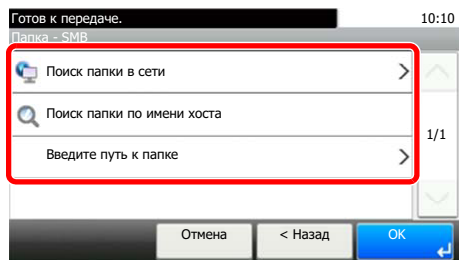 Готов к передаче. 10:10
Папка - SMB
Поиск папки в сети
Поиск папки по имени хоста
1/1
Введите путь к папке
Отмена < Назад OK